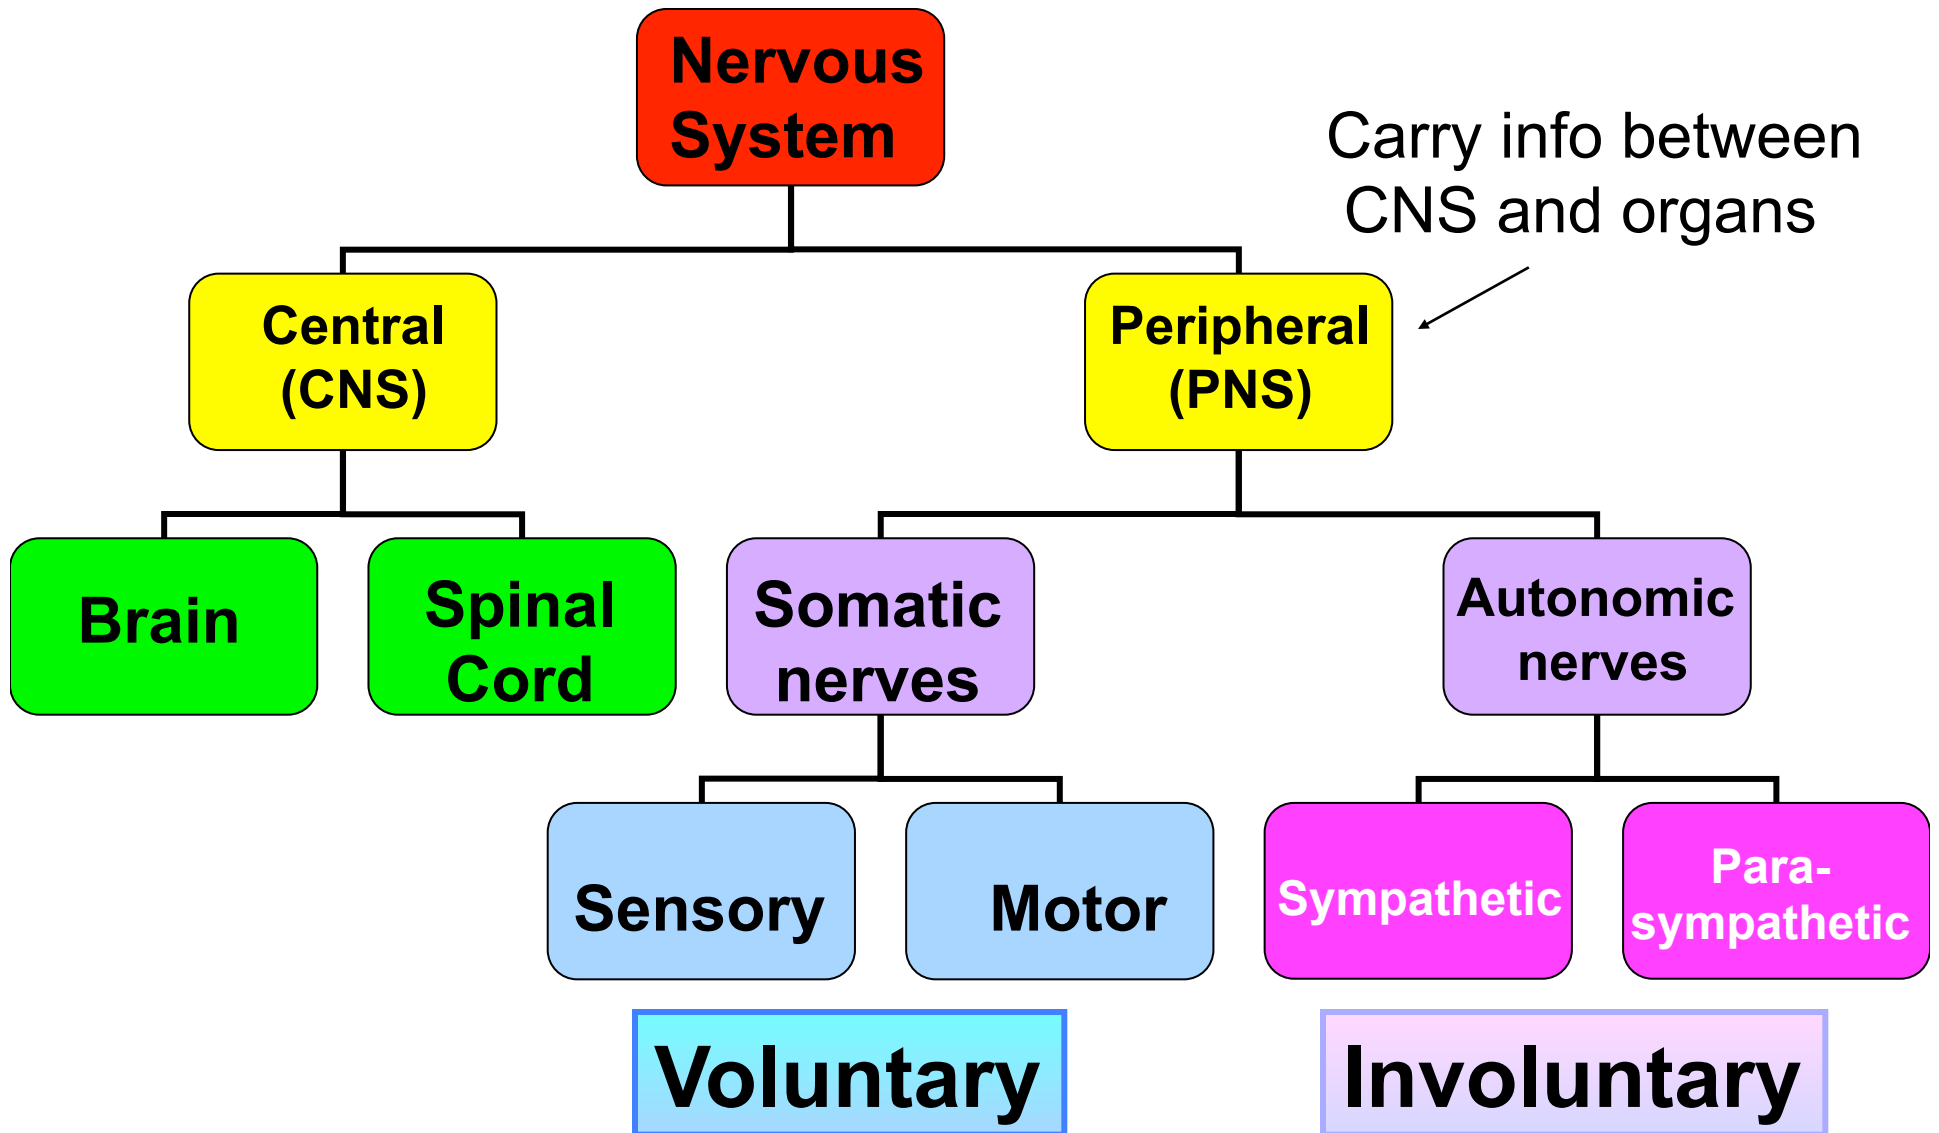 Nervous
System
Carry info between
CNS and organs
Central
(CNS)
Peripheral
(PNS)
Brain
Spinal
Cord
Somatic
nerves
Autonomic
nerves
Sensory
Motor
Sympathetic
Para-
sympathetic
Voluntary
Involuntary